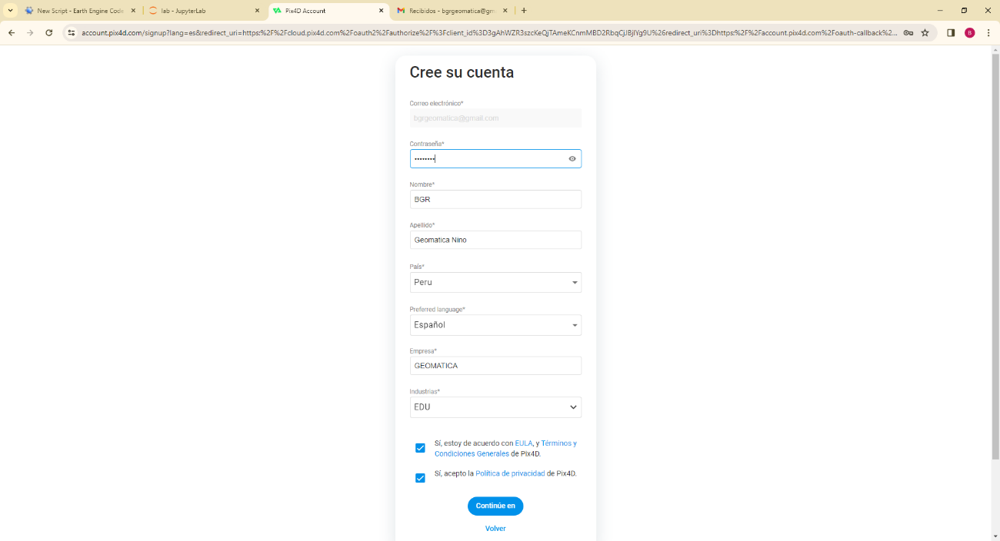 New Script - Earth Engine Code
lab - JupyterLab
Pix4D Account
Recibidos - bgrgeomatica@gm
account.pix4d.com/signup?lang=es&redirect_uri=https:%2F%2Fcloud.pix4d.com%2Foauth2%2Fauthorize%2F%3Fclient_id%3D3gAhWZR3szcKeQjTAmeKCnmMBD2RbqCjJBjlYg9U%26redirect_uri%3Dhttps:%2F%2Faccount.pix4d.com%2Foauth-callback%2...
B
Cree su cuenta
Correo electrónico*
bgrgeomatica@gmail.com
Contraseña*
••••••••
Nombre*
BGR
Apellido*
Geomatica Nino
País*
Peru
Preferred language*
Español
Empresa*
GEOMATICA
Industrias*
EDU
Sí, estoy de acuerdo con EULA, y Términos y
Condiciones Generales de Pix4D.
Sí, acepto la Política de privacidad de Pix4D.
Continúe en
Volver